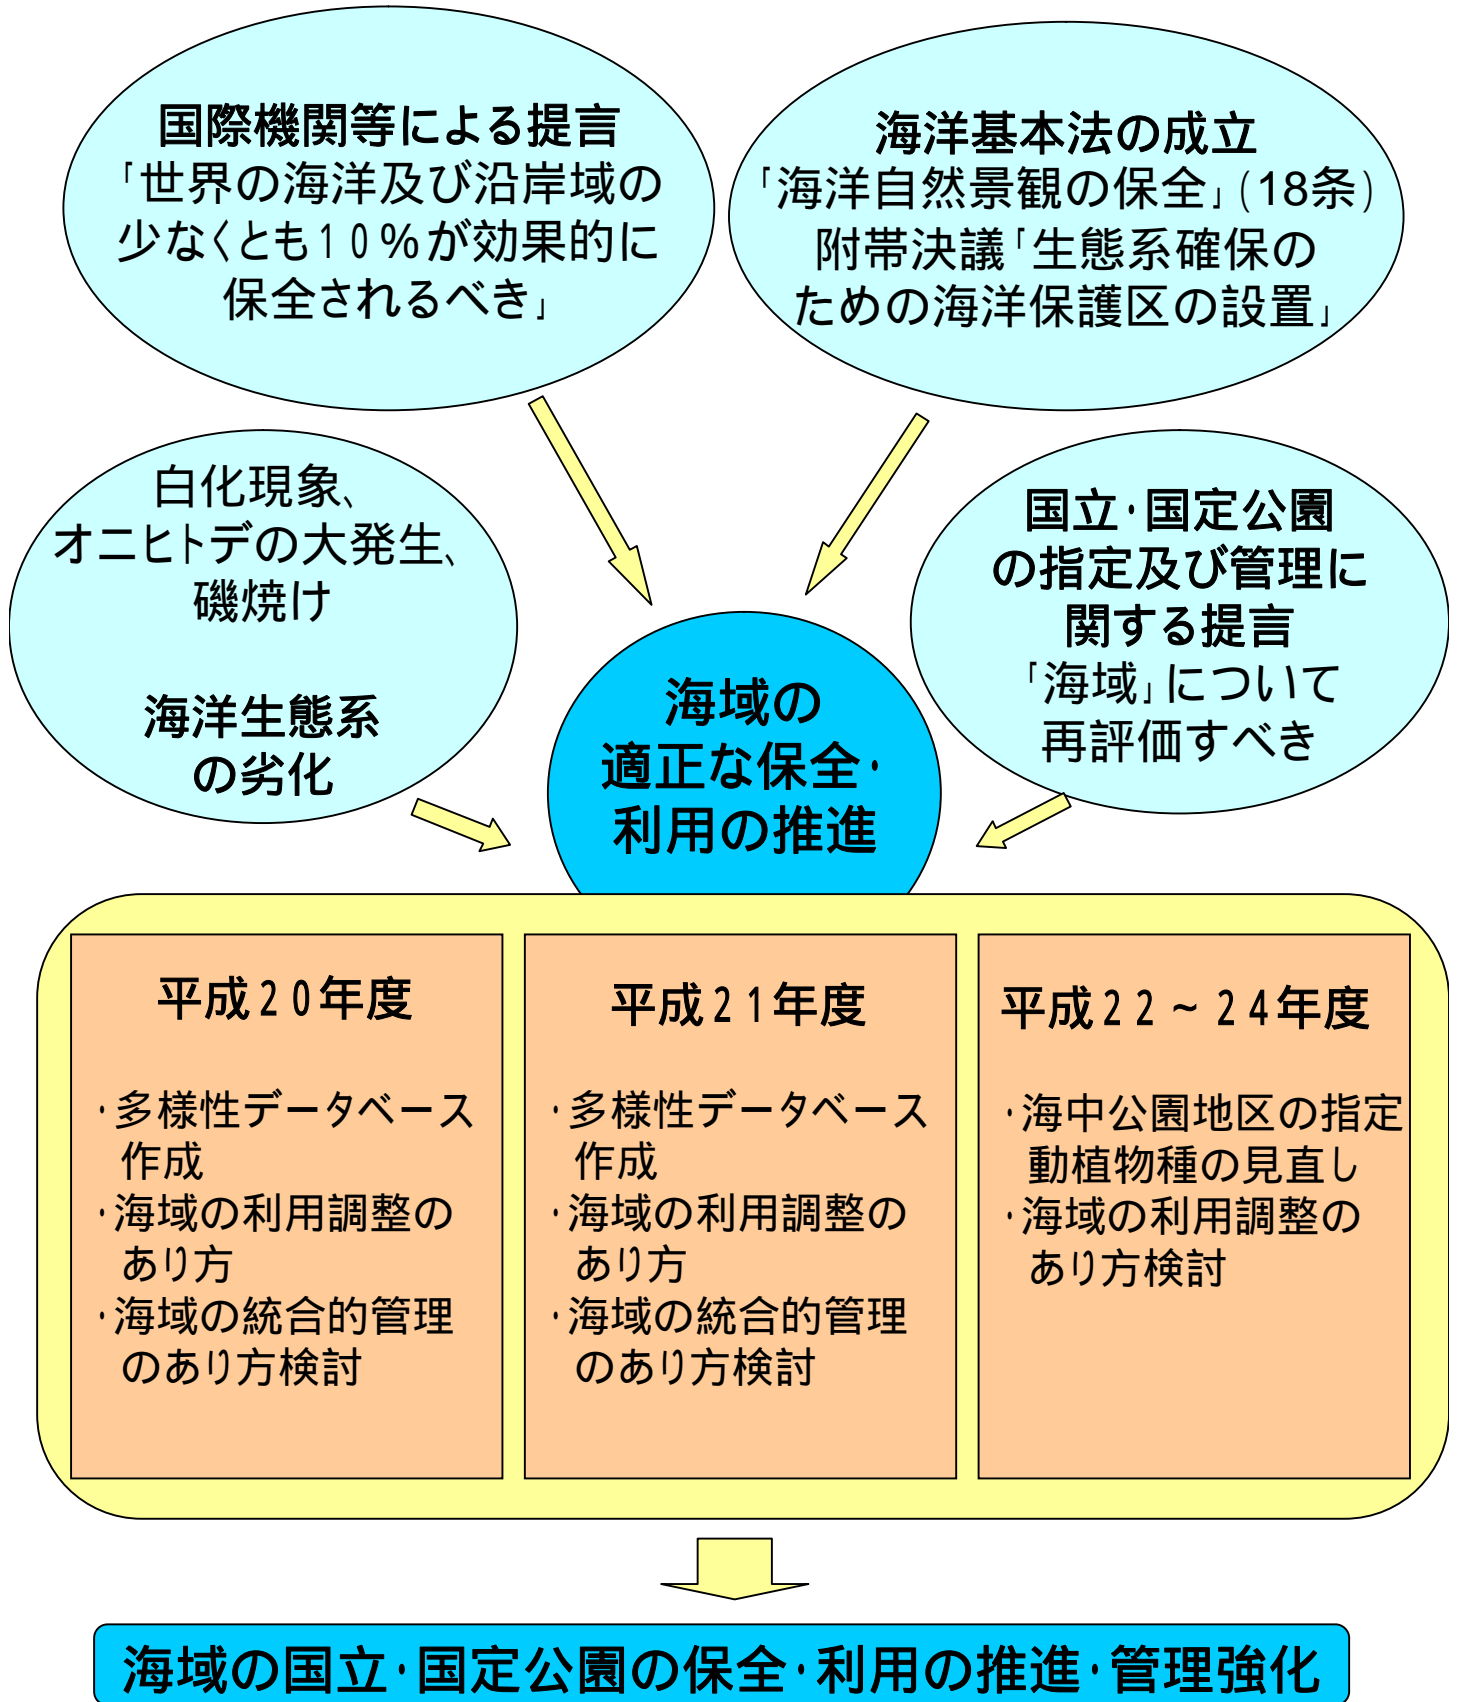 国際機関等による提言
「世界の海洋及び沿岸域の
少なくとも10％が効果的に
保全されるべき」
海洋基本法の成立
「海洋自然景観の保全」（18条）
附帯決議「生態系確保の
ための海洋保護区の設置」
白化現象、
オニヒトデの大発生、
磯焼け
海洋生態系
の劣化
国立・国定公園
の指定及び管理に
関する提言
「海域」について
再評価すべき
海域の
適正な保全・
利用の推進
平成20年度
・多様性データベース
作成
・海域の利用調整の
あり方
・海域の統合的管理
のあり方検討
平成21年度
・多様性データベース
作成
・海域の利用調整の
あり方
・海域の統合的管理
のあり方検討
平成22～24年度
・海中公園地区の指定
動植物種の見直し
・海域の利用調整の
あり方検討
海域の国立・国定公園の保全・利用の推進・管理強化